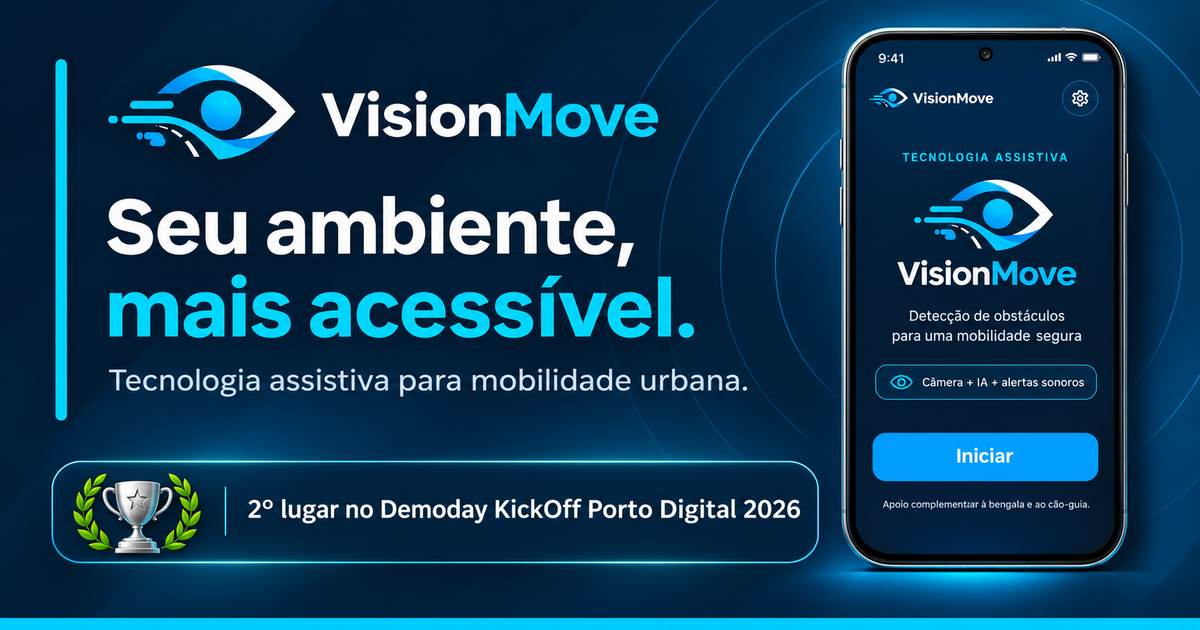 VisionMove
Seu ambiente,
mais acessível.
Tecnologia assistiva para mobilidade urbana.
2º lugar no Demoday KickOff Porto Digital 2026
9:41
VisionMove
TECNOLOGIA ASSISTIVA
VisionMove
Detecção de obstáculos
para uma mobilidade segura
Câmera + IA + alertas sonoros
Iniciar
Apoio complementar à bengala e ao cão-guia.